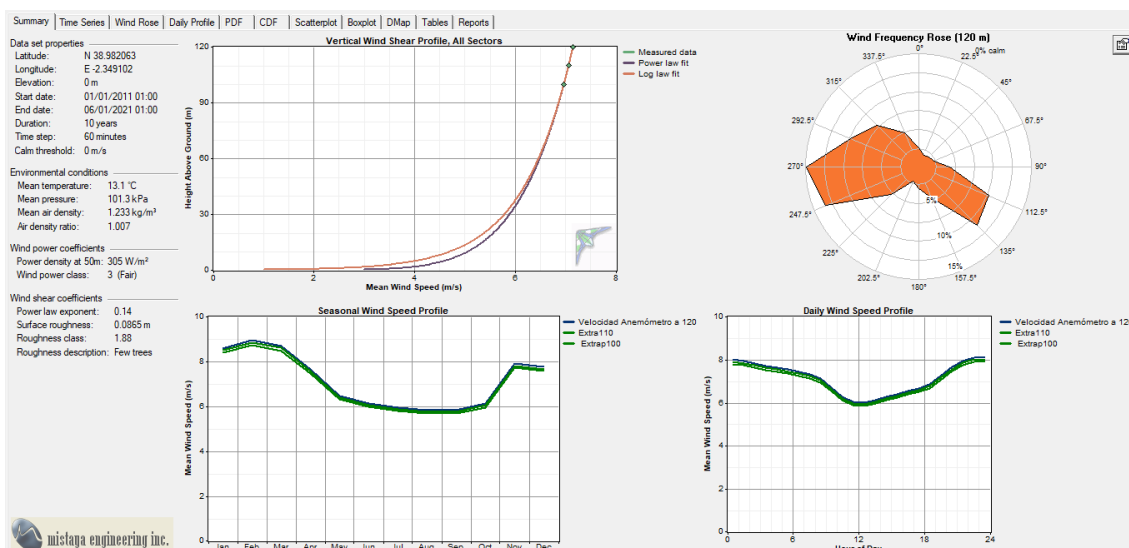 Summary Time Series Wind Rose Daily Profile PDF CDF Scatterplot Boxplot DMap Tables Reports
Data set properties
Latitude: N 38.982063
Longitude: E -2.349102
Elevation: 0 m
Start date: 01/01/2011 01:00
End date: 06/01/2021 01:00
Duration: 10 years
Time step: 60 minutes
Calm threshold: 0 m/s
Environmental conditions
Mean temperature: 13.1 °C
Mean pressure: 101.3 kPa
Mean air density: 1.233 kg/m³
Air density ratio: 1.007
Wind power coefficients
Power density at 50m: 305 W/m²
Wind power class: 3 (Fair)
Wind shear coefficients
Power law exponent: 0.14
Surface roughness: 0.0865 m
Roughness class: 1.88
Roughness description: Few trees
mistaya engineering inc.
Vertical Wind Shear Profile, All Sectors
Height Above Ground (m)
120
90
60
30
0
0 2 4 6 8
Mean Wind Speed (m/s)
Measured data
Power law fit
Log law fit
Wind Frequency Rose (120 m)
0% calm
0°
22.5°
45°
67.5°
90°
112.5°
135°
157.5°
180°
202.5°
225°
247.5°
270°
292.5°
315°
337.5°
5%
10%
15%
Seasonal Wind Speed Profile
Mean Wind Speed (m/s)
10
8
6
4
2
0
Jan Feb Mar Apr May Jun Jul Aug Sep Oct Nov Dec
Velocidad Anemómetro a 120
Extra110
Extrap100
Daily Wind Speed Profile
Mean Wind Speed (m/s)
10
8
6
4
2
0
0 6 12 18 24
Hour of Day
Velocidad Anemómetro a 120
Extra110
Extrap100